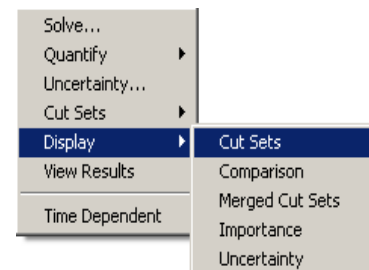 Solve...
Quantify
Uncertainty...
Cut Sets
Display
View Results
Time Dependent
Cut Sets
Comparison
Merged Cut Sets
Importance
Uncertainty